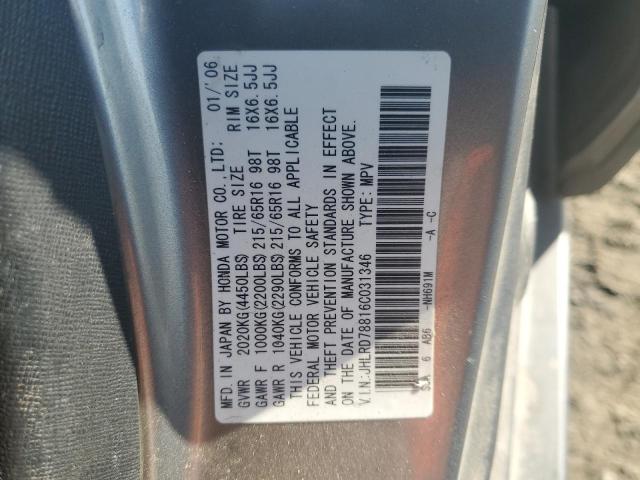 MFD. IN JAPAN BY HONDA MOTOR CO., LTD: 01/'06
GVWR 2020KG(4450LBS) TIRE SIZE RIM SIZE
GAWR F 1000KG(2200LBS) 215/65R16 98T 16X6.5JJ
GAWR R 1040KG(2290LBS) 215/65R16 98T 16X6.5JJ
THIS VEHICLE CONFORMS TO ALL APPLICABLE
FEDERAL MOTOR VEHICLE SAFETY
AND THEFT PREVENTION STANDARDS IN EFFECT
ON THE DATE OF MANUFACTURE SHOWN ABOVE.
V.I.N:JHLRD78816C031346 TYPE: MPV
S9A 6 AB6 -NH691M -A -C